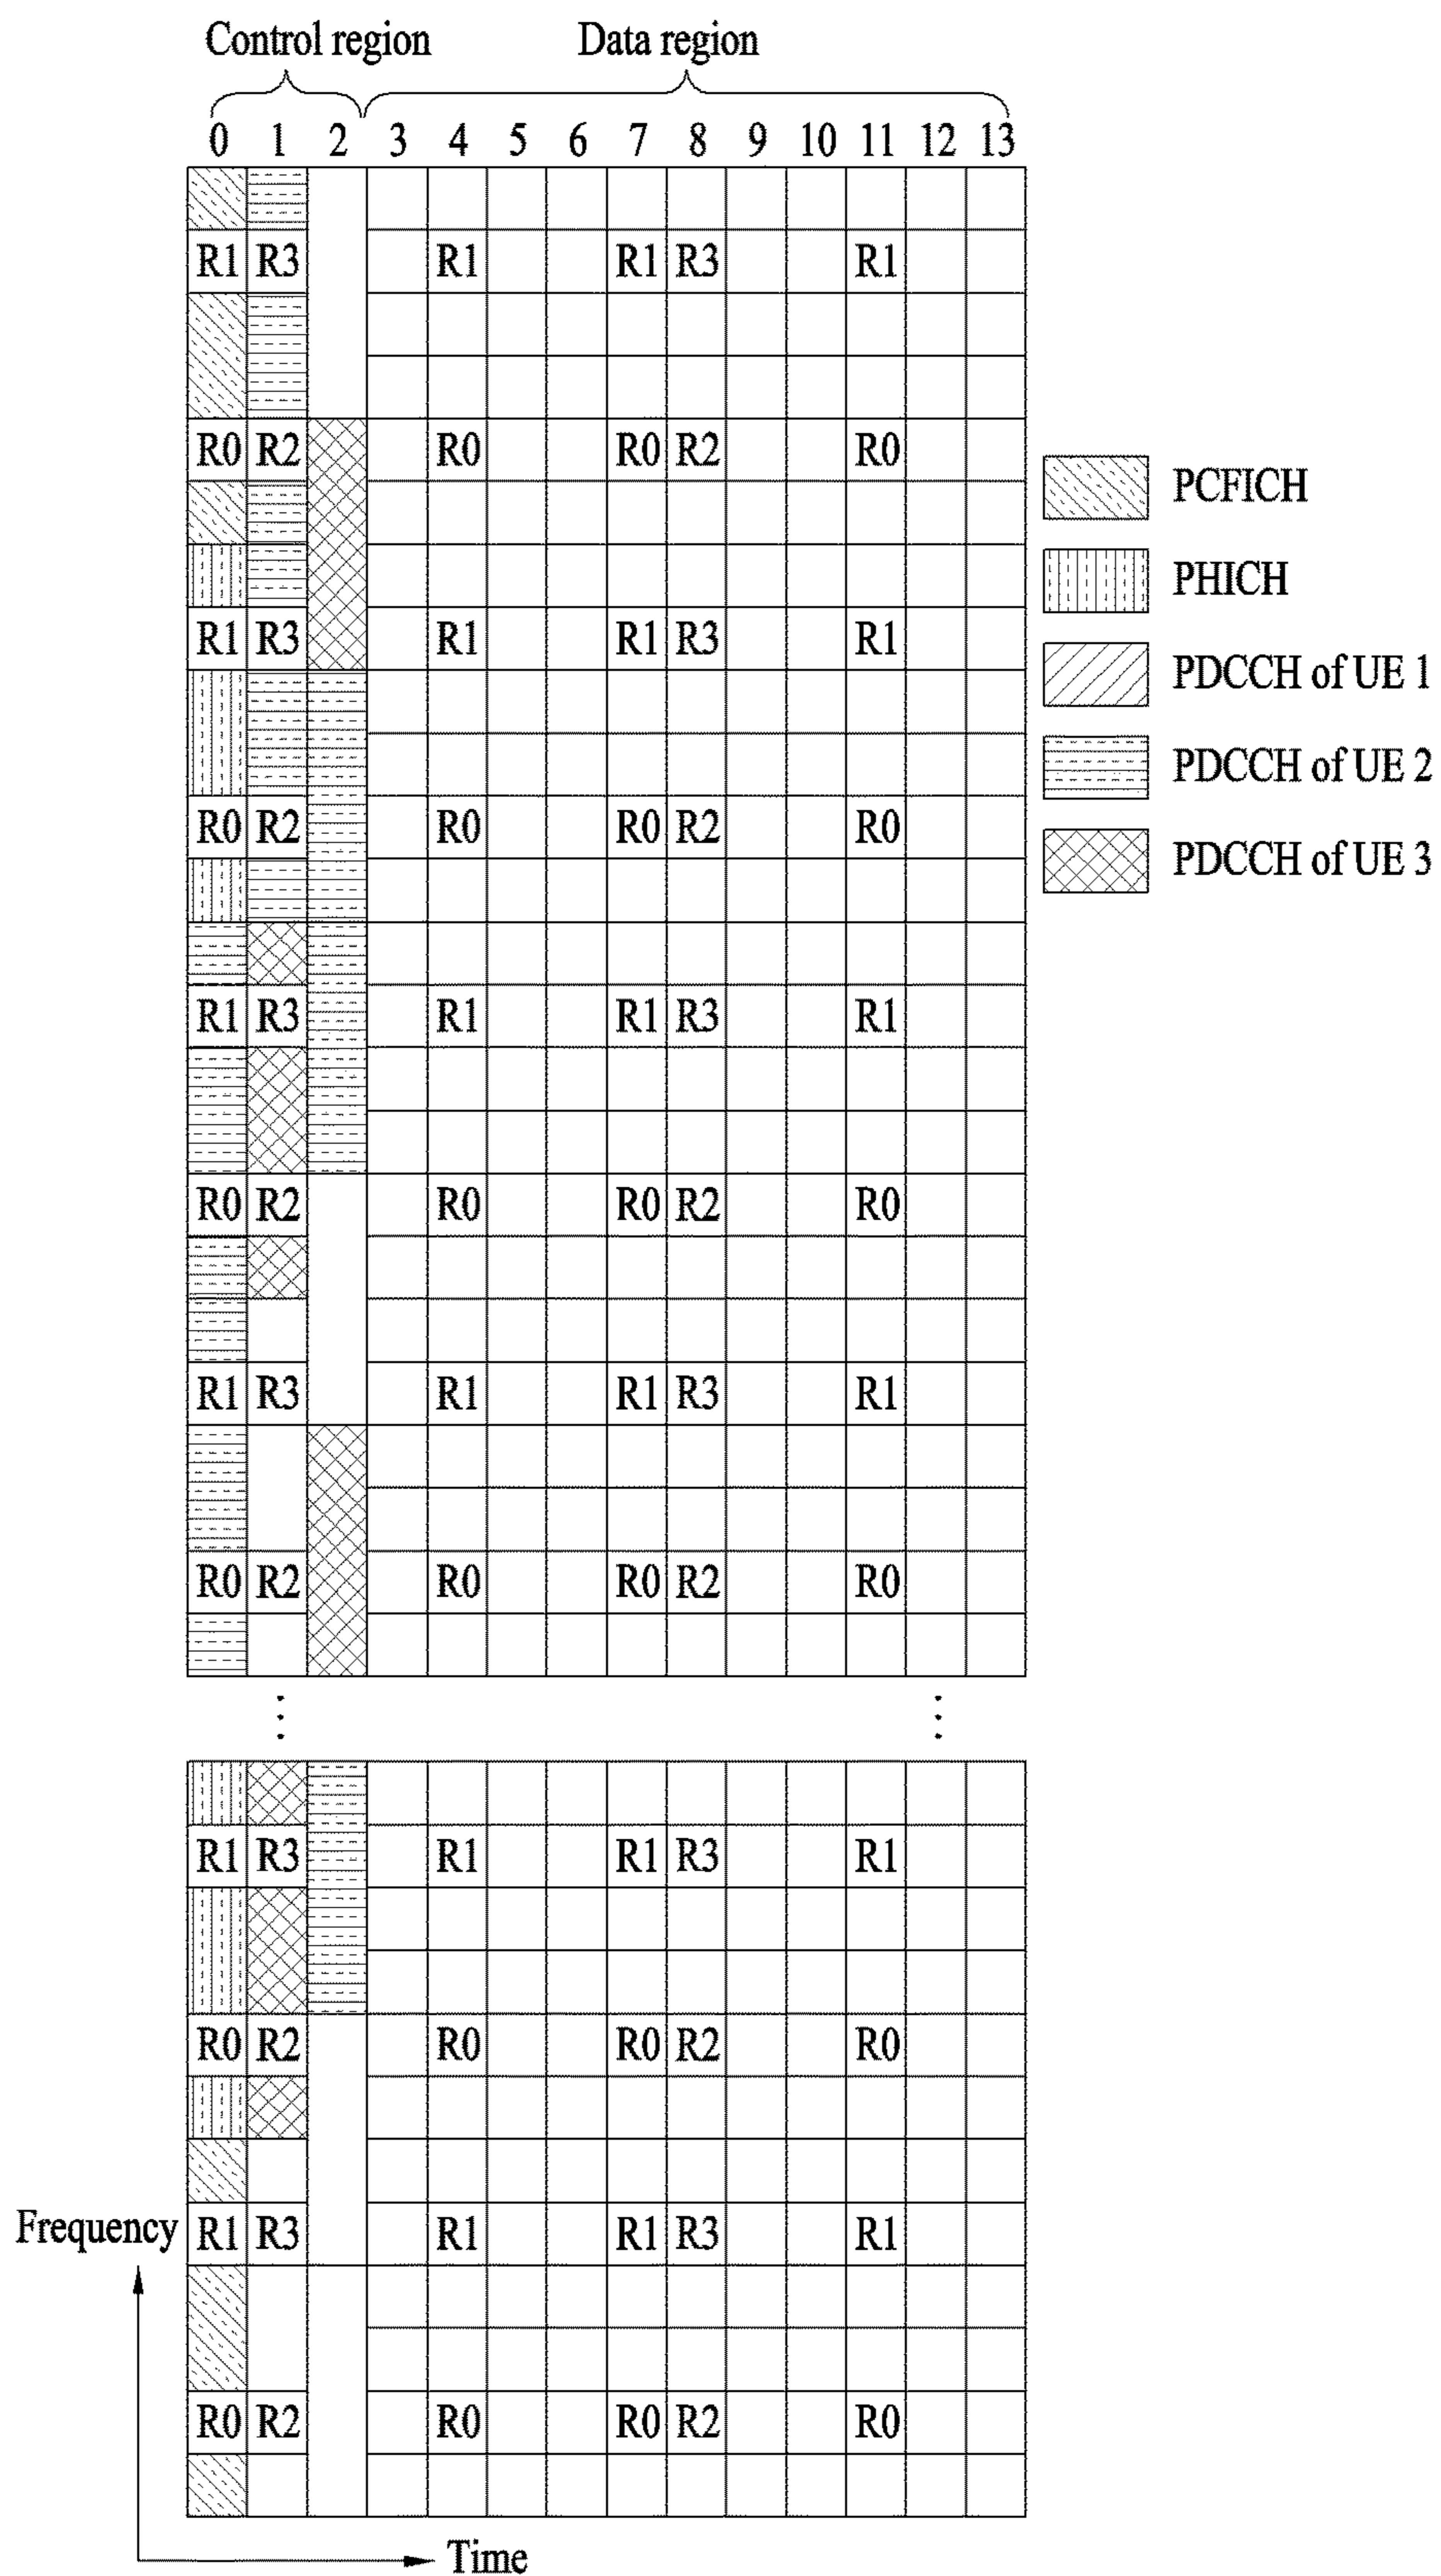 Control region Data region
0 1 2 3 4 5 6 7 8 9 10 11 12 13
R1 R3 R1 R1 R3 R1
R0 R2 R0 R0 R2 R0
PCFICH
PHICH
R1 R3 R1 R1 R3 R1
PDCCH of UE 1
PDCCH of UE 2
R0 R2 R0 R0 R2 R0
PDCCH of UE 3
R1 R3 R1 R1 R3 R1
R0 R2 R0 R0 R2 R0
R1 R3 R1 R1 R3 R1
R0 R2 R0 R0 R2 R0
R1 R3 R1 R1 R3 R1
R0 R2 R0 R0 R2 R0
Frequency R1 R3 R1 R1 R3 R1
R0 R2 R0 R0 R2 R0
Time